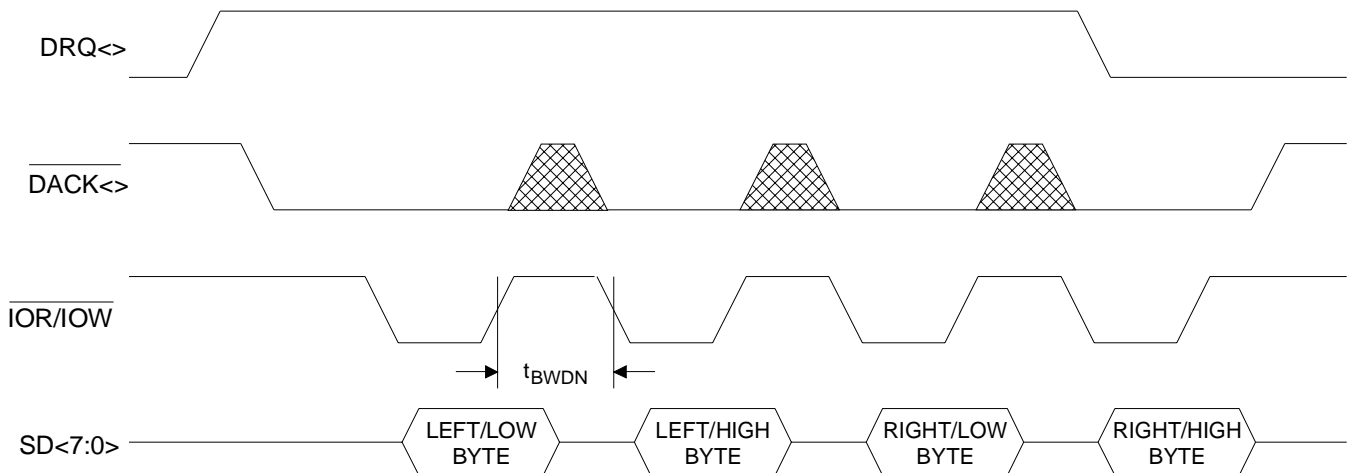 DRQ<>
DACK<>
IOR/IOW
tBWDN
SD<7:0>
LEFT/LOW
BYTE
LEFT/HIGH
BYTE
RIGHT/LOW
BYTE
RIGHT/HIGH
BYTE